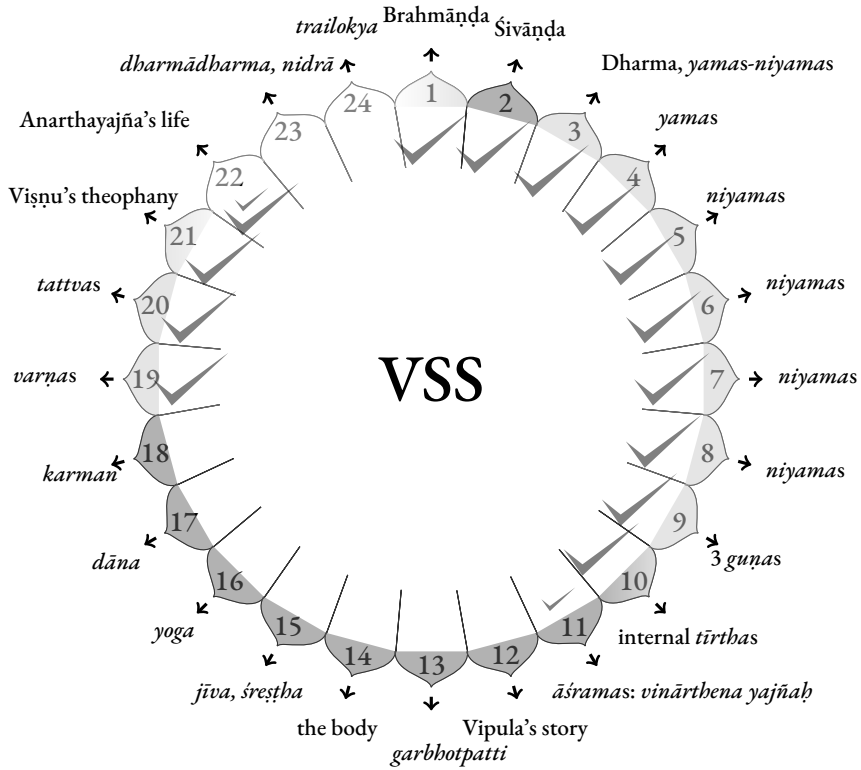 Brahmāṇḍa
1
Śivāṇḍa
2
Dharma, yamas-niyamas
3
yamas
4
niyamas
5
niyamas
6
niyamas
7
niyamas
8
3 guṇas
9
internal tīrthas
10
āśramas: vinārthena yajñaḥ
11
Vipula's story
12
garbhotpatti
13
the body
14
jīva, śreṣṭha
15
yoga
16
dāna
17
karman
18
varṇas
19
tattvas
20
Viṣṇu's theophany
21
Anarthayajña's life
22
dharmādharma, nidrā
23
trailokya
24
VSS